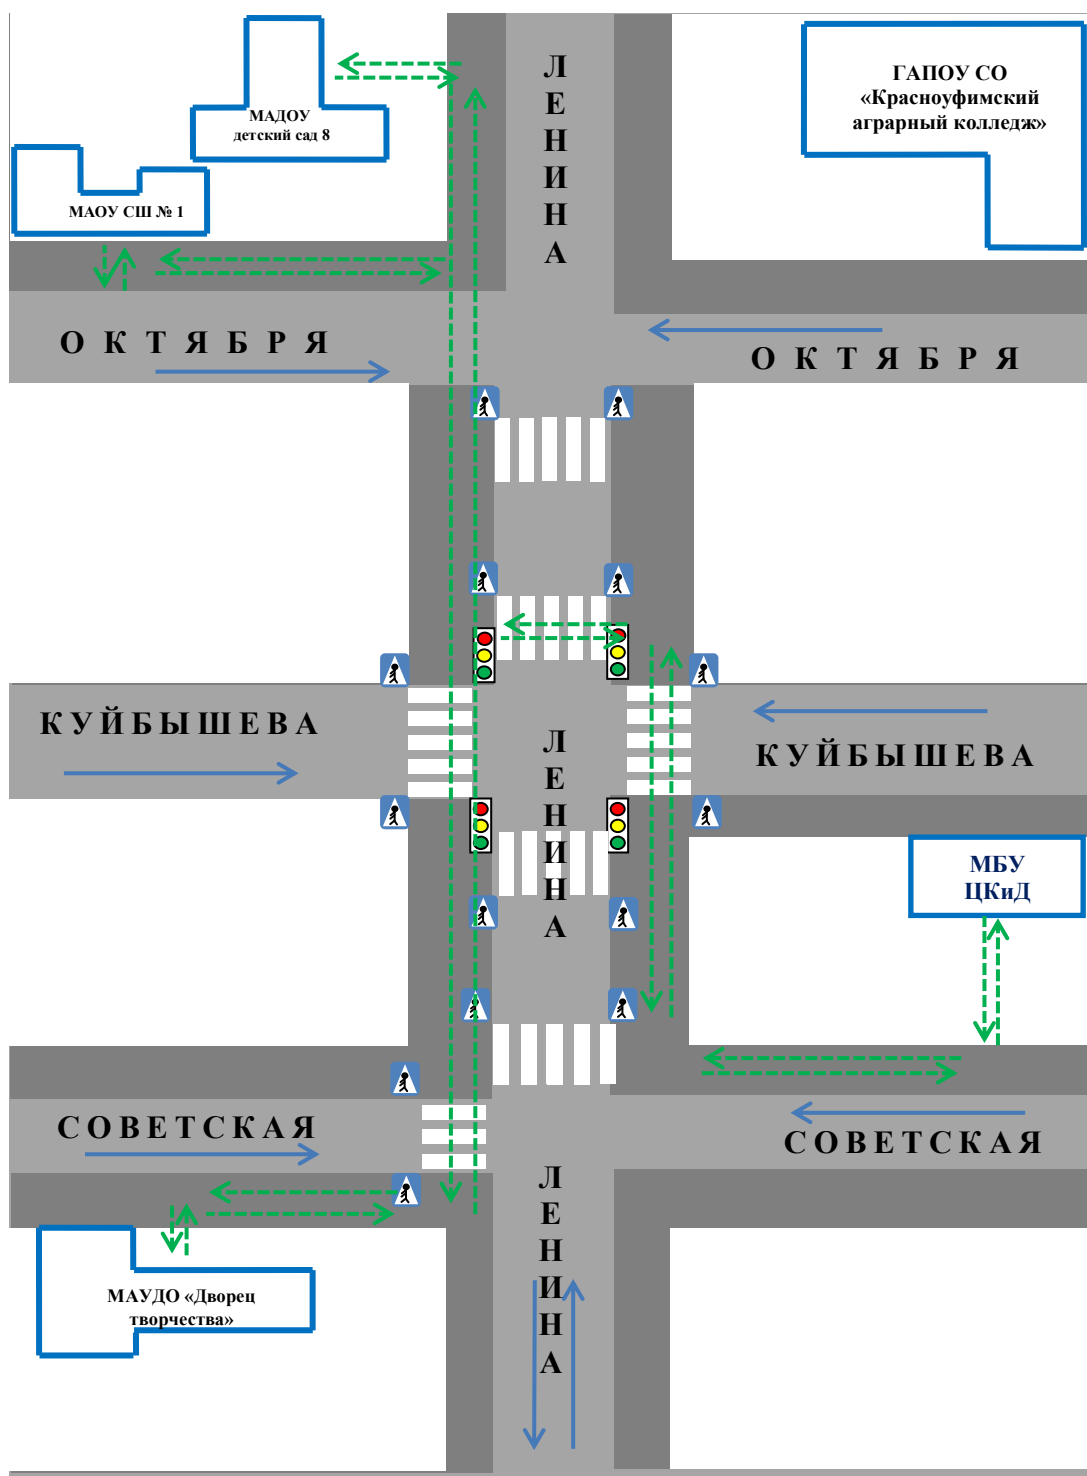 ЛЕНИНА
ГАПОУ СО
«Красноуфимский
аграрный колледж»
МАДОУ
детский сад 8
МАОУ СШ № 1
ОКТЯБРЯ
ОКТЯБРЯ
КУЙБЫШЕВА
ЛЕНИНА
КУЙБЫШЕВА
МБУ
ЦКиД
СОВЕТСКАЯ
СОВЕТСКАЯ
ЛЕНИНА
МАУДО «Дворец
творчества»